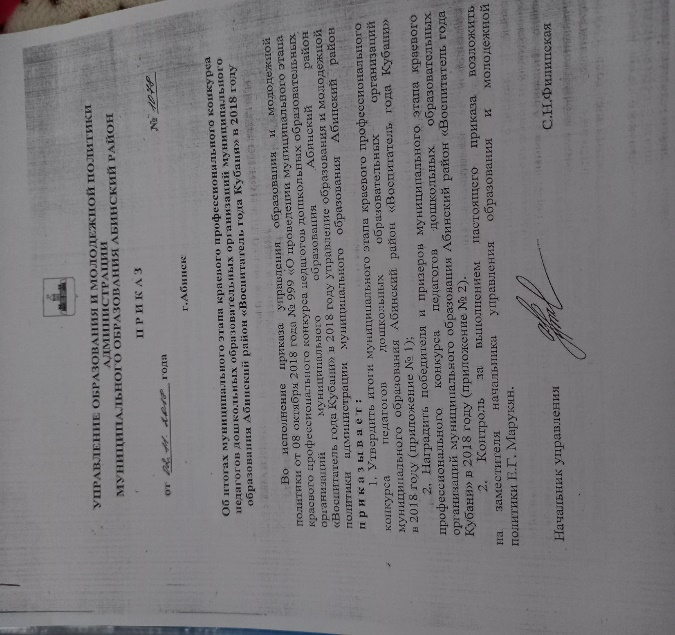 УПРАВЛЕНИЕ ОБРАЗОВАНИЯ И МОЛОДЕЖНОЙ ПОЛИТИКИ
АДМИНИСТРАЦИИ
МУНИЦИПАЛЬНОГО ОБРАЗОВАНИЯ АБИНСКИЙ РАЙОН
ПРИКАЗ
от года №
г.Абинск
Об итогах муниципального этапа краевого профессионального конкурса
педагогов дошкольных образовательных организаций муниципального
образования Абинский район «Воспитатель года Кубани» в 2018 году
Во исполнение приказа управления образования и молодежной
политики от 08 октября 2018 года № 999 «О проведении муниципального этапа
краевого профессионального конкурса педагогов дошкольных образовательных
организаций муниципального образования Абинский район
«Воспитатель года Кубани» в 2018 году управление образования и молодежной
политики администрации муниципального образования Абинский район
приказывает:
1. Утвердить итоги муниципального этапа краевого профессионального
конкурса педагогов дошкольных образовательных организаций
муниципального образования Абинский район «Воспитатель года Кубани»
в 2018 году (приложение № 1);
2. Наградить победителя и призеров муниципального этапа краевого
профессионального конкурса педагогов дошкольных образовательных
организаций муниципального образования Абинский район «Воспитатель года
Кубани» в 2018 году (приложение № 2).
2. Контроль за выполнением настоящего приказа возложить
на заместителя начальника управления образования и молодежной
политики Е.Г. Марукян.
Начальник управления С.Н.Филипская